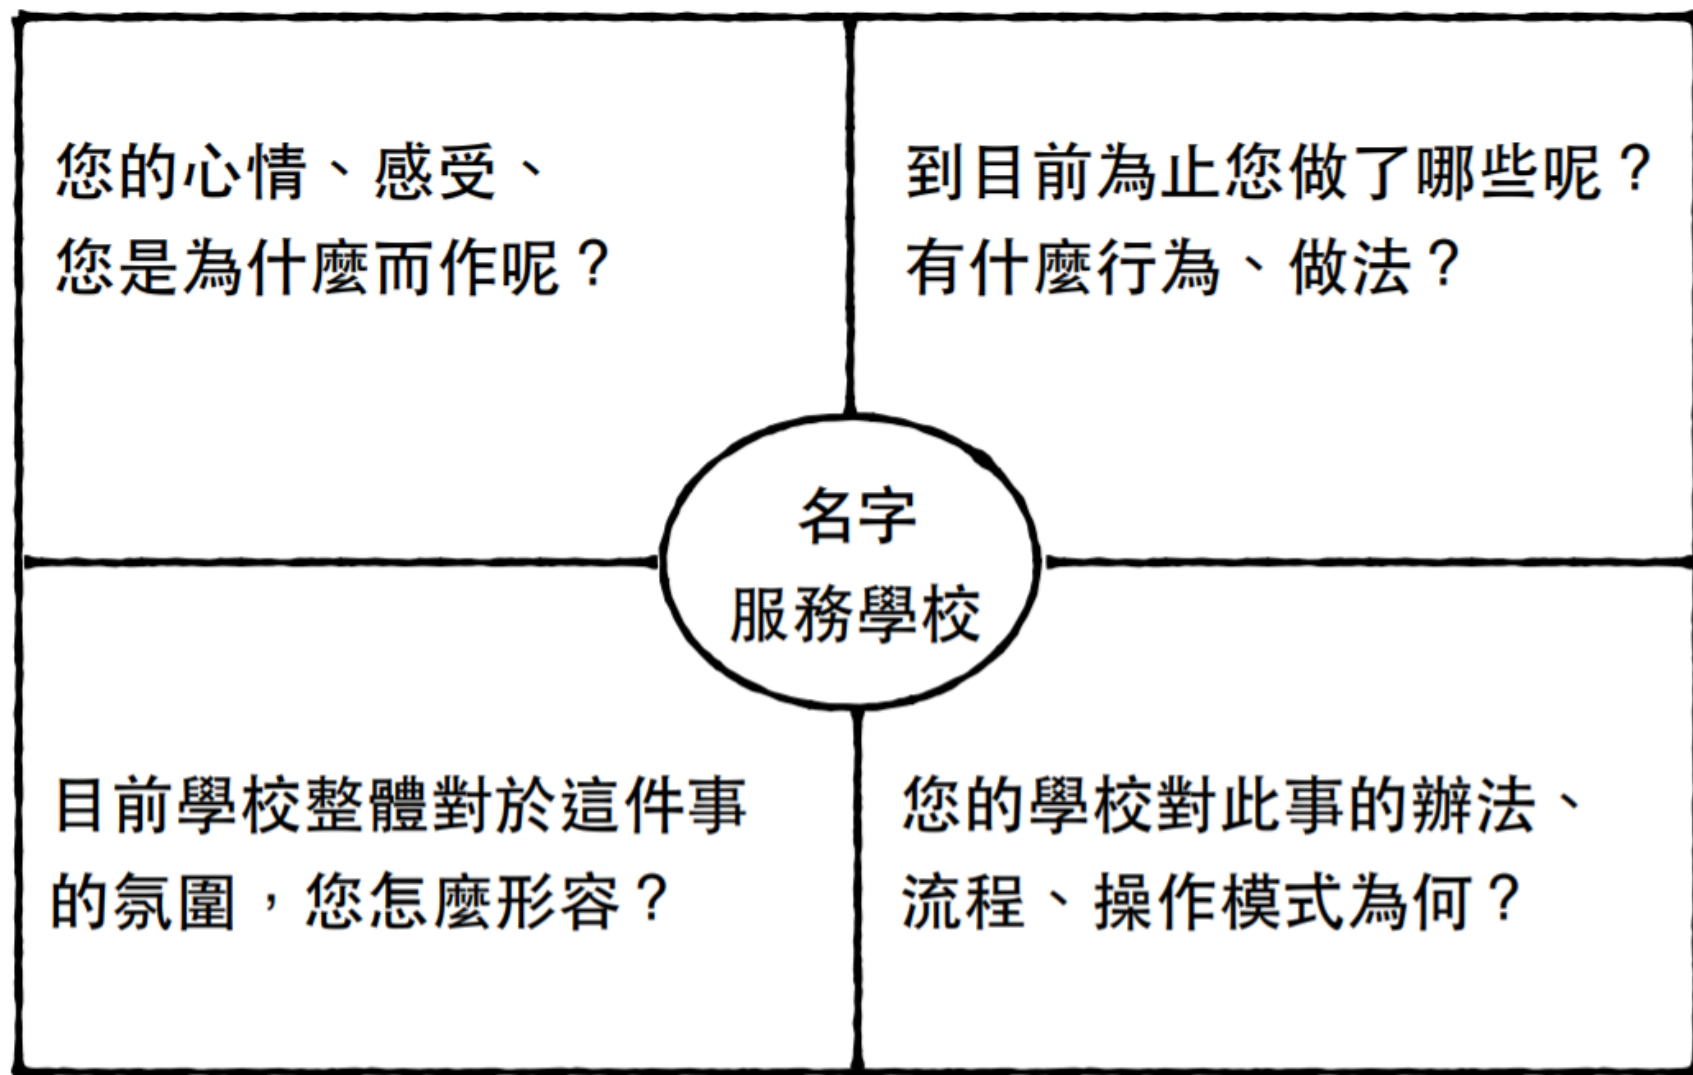 您的心情、感受、
您是為什麼而作呢？
到目前為止您做了哪些呢？
有什麼行為、做法？
名字
服務學校
目前學校整體對於這件事
的氛圍，您怎麼形容？
您的學校對此事的辦法、
流程、操作模式為何？